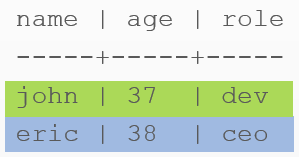 name | age | role
-----+-----+-----
john | 37  | dev
eric | 38  | ceo